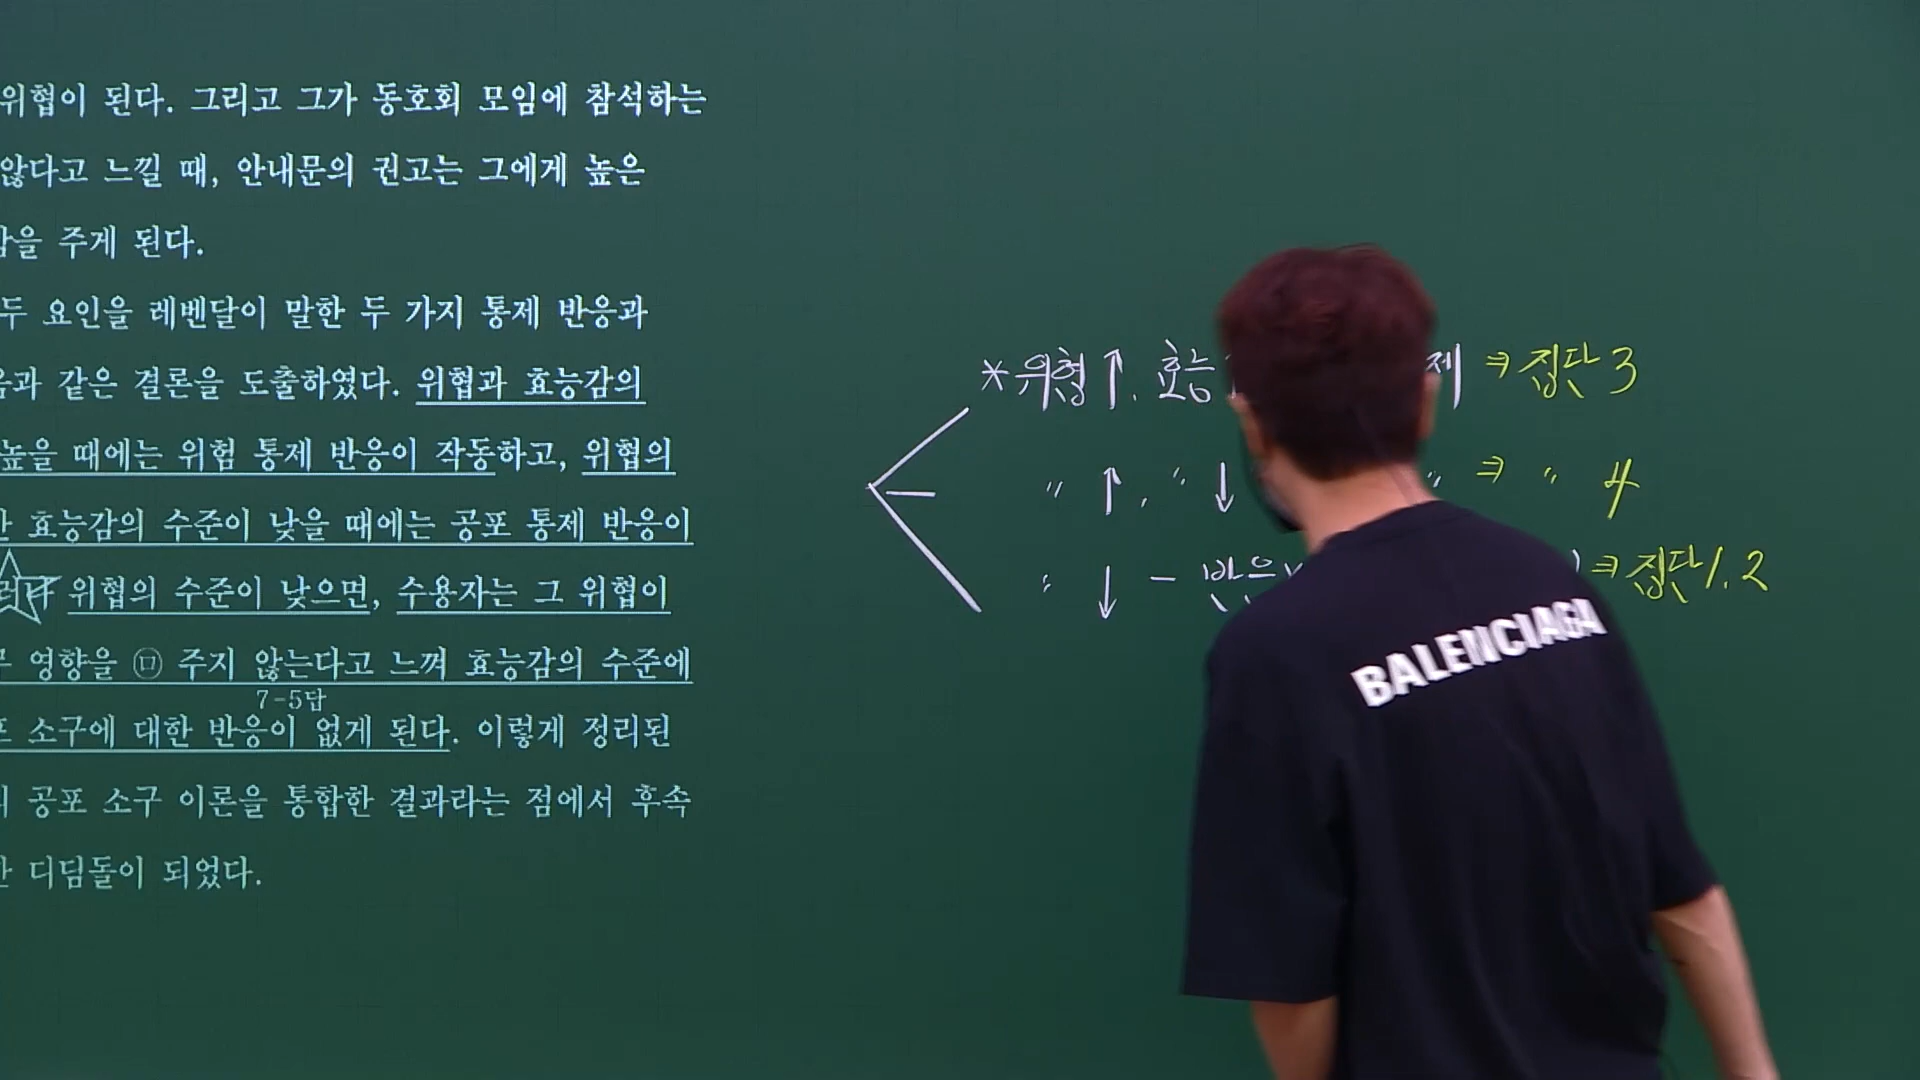 위협이 된다. 그리고 그가 동호회 모임에 참석하는
않다고 느낄 때, 안내문의 권고는 그에게 높은
감을 주게 된다.
두 요인을 레벤달이 말한 두 가지 통제 반응과
음과 같은 결론을 도출하였다. 위협과 효능감의
높을 때에는 위험 통제 반응이 작동하고, 위협의
효능감의 수준이 낮을 때에는 공포 통제 반응이
위협의 수준이 낮으면, 수용자는 그 위협이
영향을 ㉤ 주지 않는다고 느껴 효능감의 수준에
7-5답
소구에 대한 반응이 없게 된다. 이렇게 정리된
공포 소구 이론을 통합한 결과라는 점에서 후속
디딤돌이 되었다.
*위협↑, 효능 제 ⇒ 집단 3
〃 ↑, 〃 ↓ 〃 ⇒ 〃 4
〃 ↓ - 반응 ⇒ 집단 1, 2
BALENCIAGA